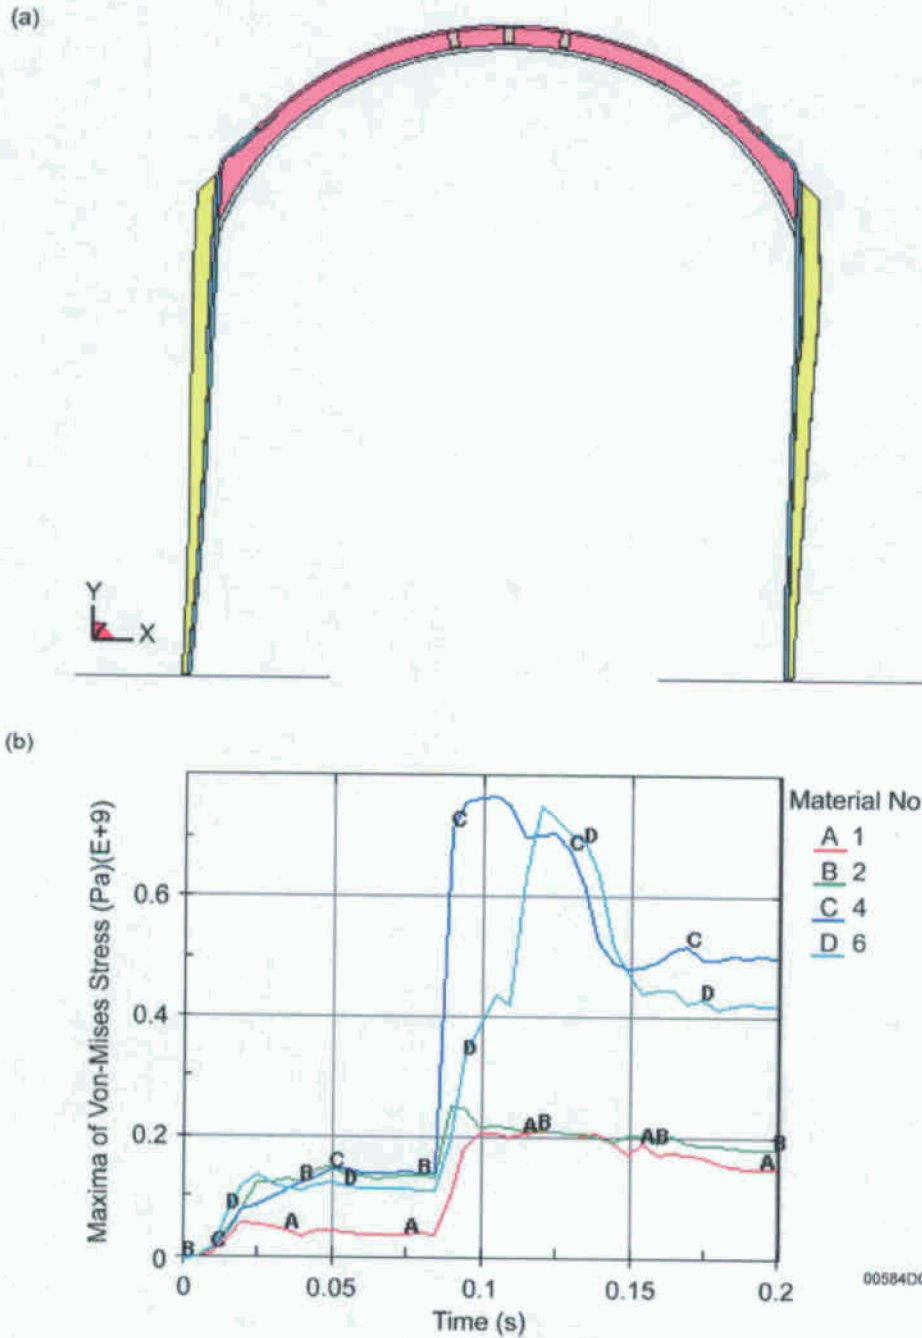 (a)
Y
Z
X
(b)
Maxima of Von-Mises Stress (Pa)(E+9)
0.6
0.4
0.2
0
0
0.05
0.1
0.15
0.2
Time (s)
Material No
A 1
B 2
C 4
D 6
C
C
D
C
D
D
B
C
D
B
D
A
A
B
C
A
B
A
B
B
A
00584DC